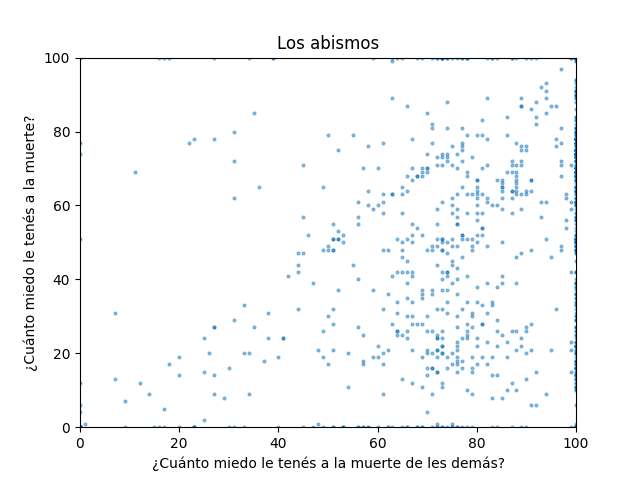 Los abismos
100
80
60
40
20
0
¿Cuánto miedo le tenés a la muerte?
0 20 40 60 80 100
¿Cuánto miedo le tenés a la muerte de les demás?